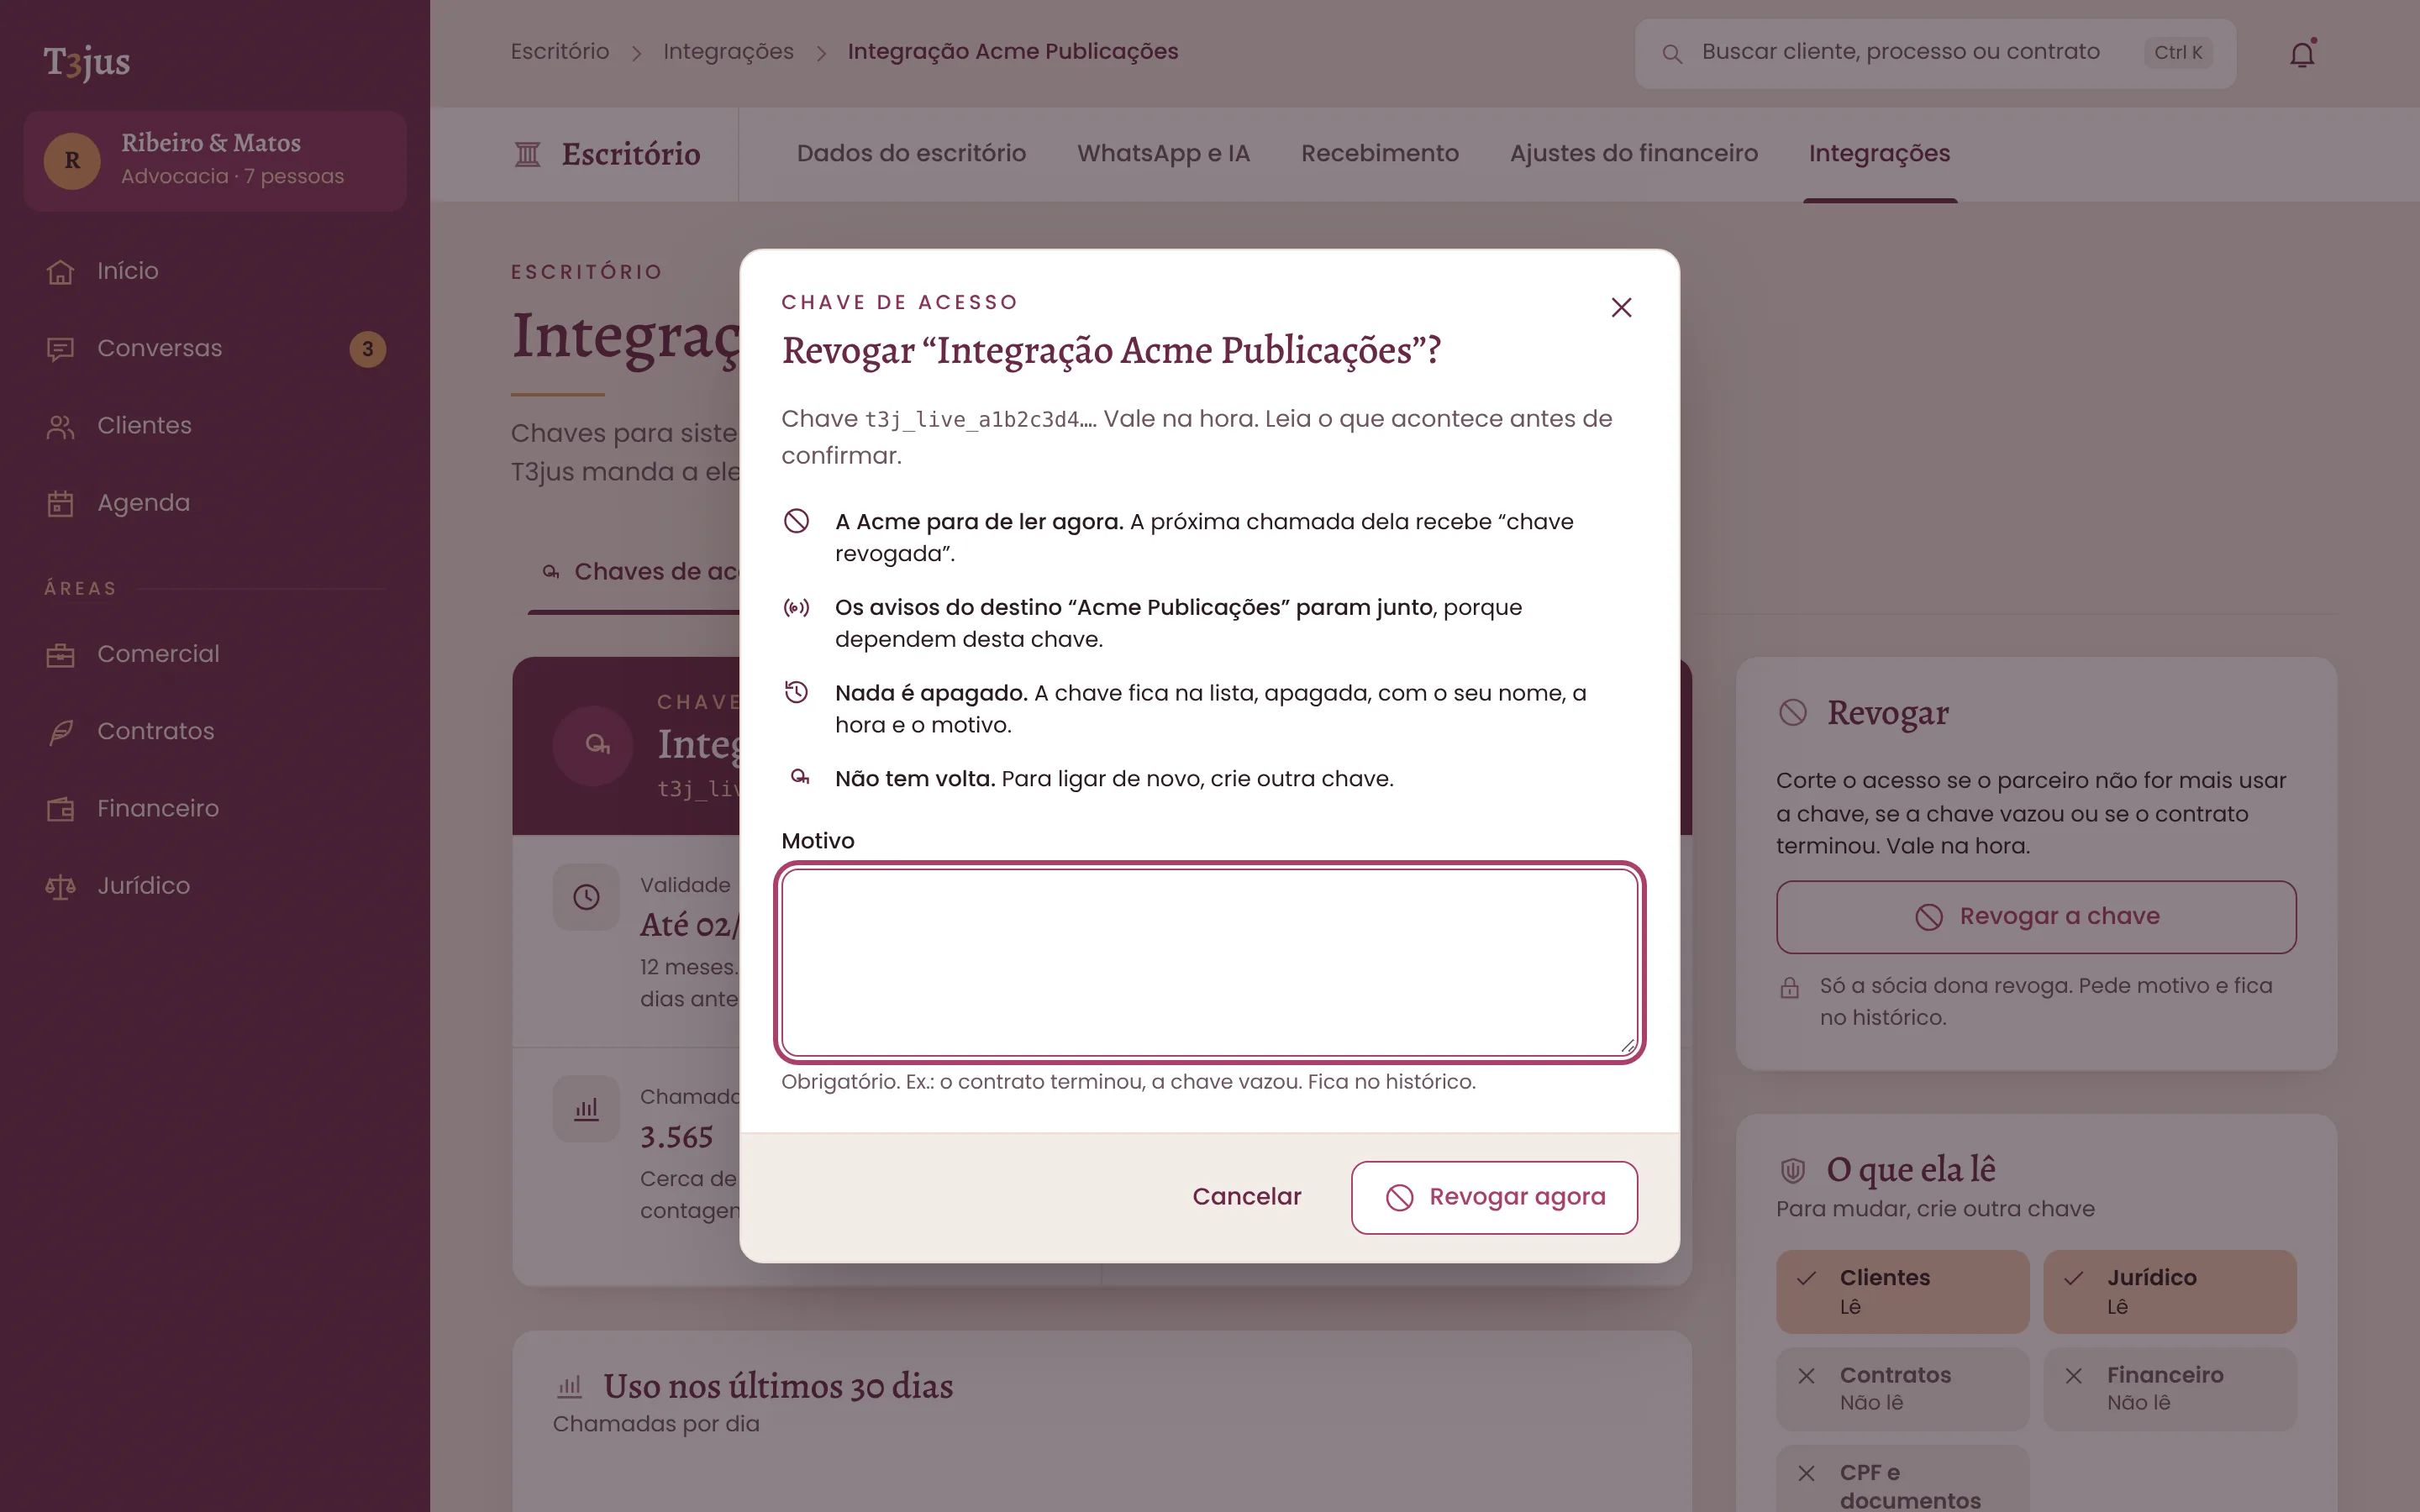 T3jus
R
Ribeiro & Matos
Advocacia · 7 pessoas
Início
Conversas
3
Clientes
Agenda
ÁREAS
Comercial
Contratos
Financeiro
Jurídico
Escritório
Integrações
Integração Acme Publicações
Buscar cliente, processo ou contrato
Ctrl K
Escritório
Dados do escritório
WhatsApp e IA
Recebimento
Ajustes do financeiro
Integrações
ESCRITÓRIO
Integraç
Chaves para siste
T3jus manda a ele
Chaves de ac
CHAVE
Integ
t3j_liv
Validade
Até 02/
12 meses.
dias ante
Chamada
3.565
Cerca de
contagen
Uso nos últimos 30 dias
Chamadas por dia
CHAVE DE ACESSO
Revogar “Integração Acme Publicações”?
Chave t3j_live_a1b2c3d4…. Vale na hora. Leia o que acontece antes de
confirmar.
A Acme para de ler agora. A próxima chamada dela recebe “chave
revogada”.
Os avisos do destino “Acme Publicações” param junto, porque
dependem desta chave.
Nada é apagado. A chave fica na lista, apagada, com o seu nome, a
hora e o motivo.
Não tem volta. Para ligar de novo, crie outra chave.
Motivo
Obrigatório. Ex.: o contrato terminou, a chave vazou. Fica no histórico.
Cancelar
Revogar agora
Revogar
Corte o acesso se o parceiro não for mais usar
a chave, se a chave vazou ou se o contrato
terminou. Vale na hora.
Revogar a chave
Só a sócia dona revoga. Pede motivo e fica
no histórico.
O que ela lê
Para mudar, crie outra chave
Clientes
Lê
Jurídico
Lê
Contratos
Não lê
Financeiro
Não lê
CPF e
documentos